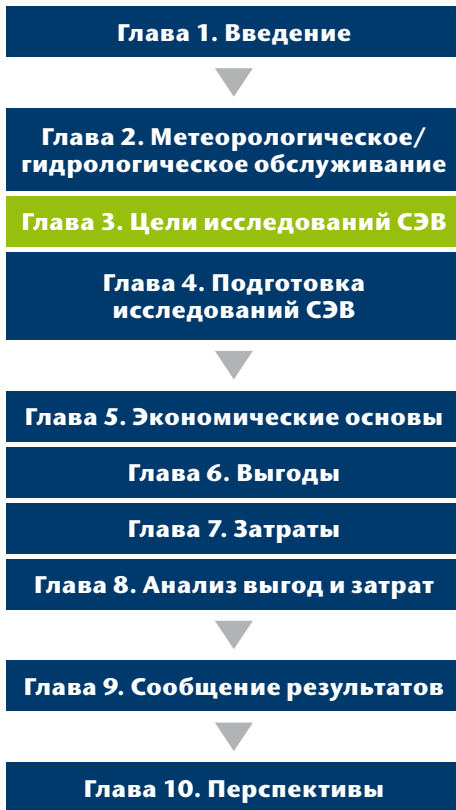 Глава 1. Введение
Глава 2. Метеорологическое/
гидрологическое обслуживание
Глава 3. Цели исследований СЭВ
Глава 4. Подготовка
исследований СЭВ
Глава 5. Экономические основы
Глава 6. Выгоды
Глава 7. Затраты
Глава 8. Анализ выгод и затрат
Глава 9. Сообщение результатов
Глава 10. Перспективы